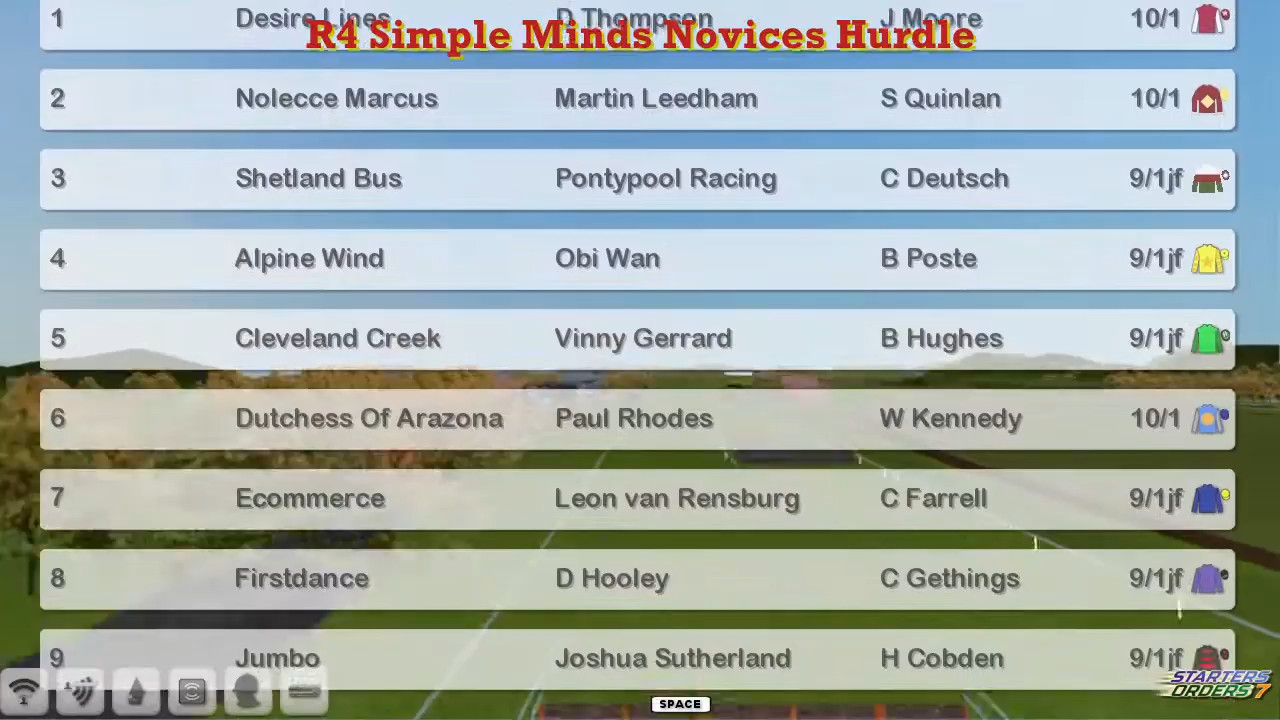 R4 Simple Minds Novices Hurdle
1 Desire Lines D Thompson J Moore 10/1
2 Nolecce Marcus Martin Leedham S Quinlan 10/1
3 Shetland Bus Pontypool Racing C Deutsch 9/1jf
4 Alpine Wind Obi Wan B Poste 9/1jf
5 Cleveland Creek Vinny Gerrard B Hughes 9/1jf
6 Dutchess Of Arazona Paul Rhodes W Kennedy 10/1
7 Ecommerce Leon van Rensburg C Farrell 9/1jf
8 Firstdance D Hooley C Gethings 9/1jf
9 Jumbo Joshua Sutherland H Cobden 9/1jf
STARTERS
ORDERS 7
SPACE